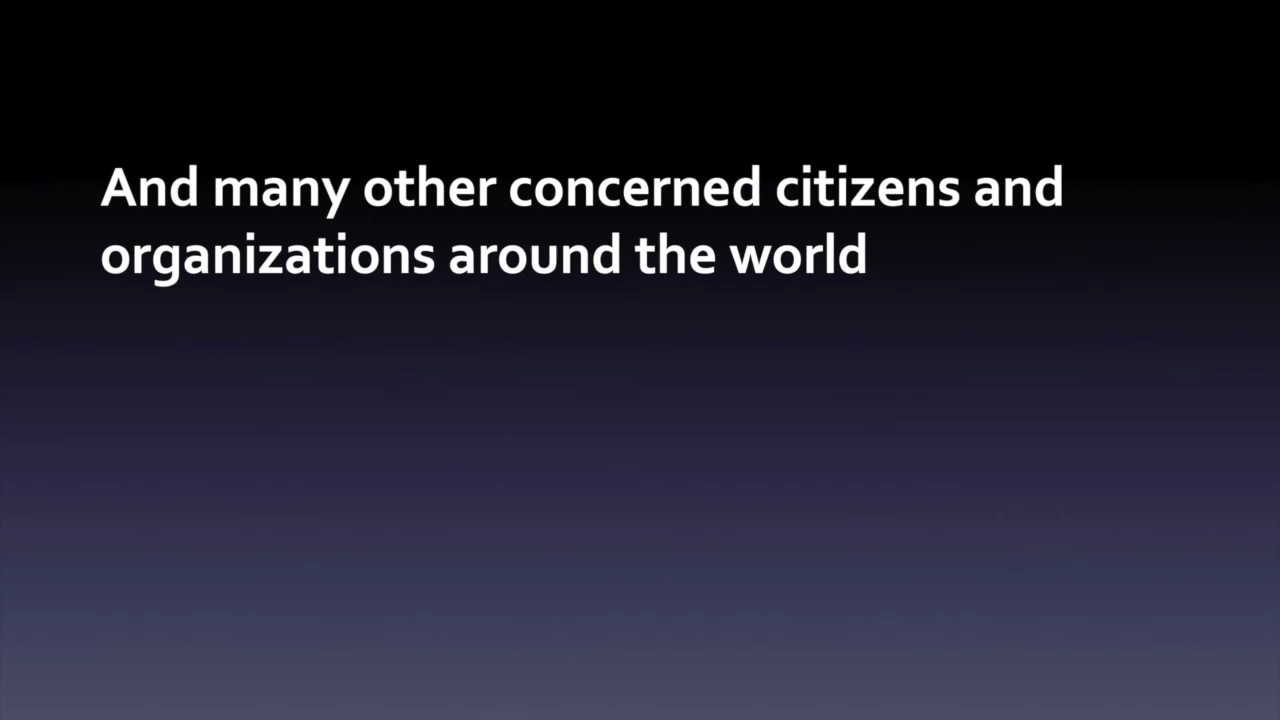 And many other concerned citizens and
organizations around the world